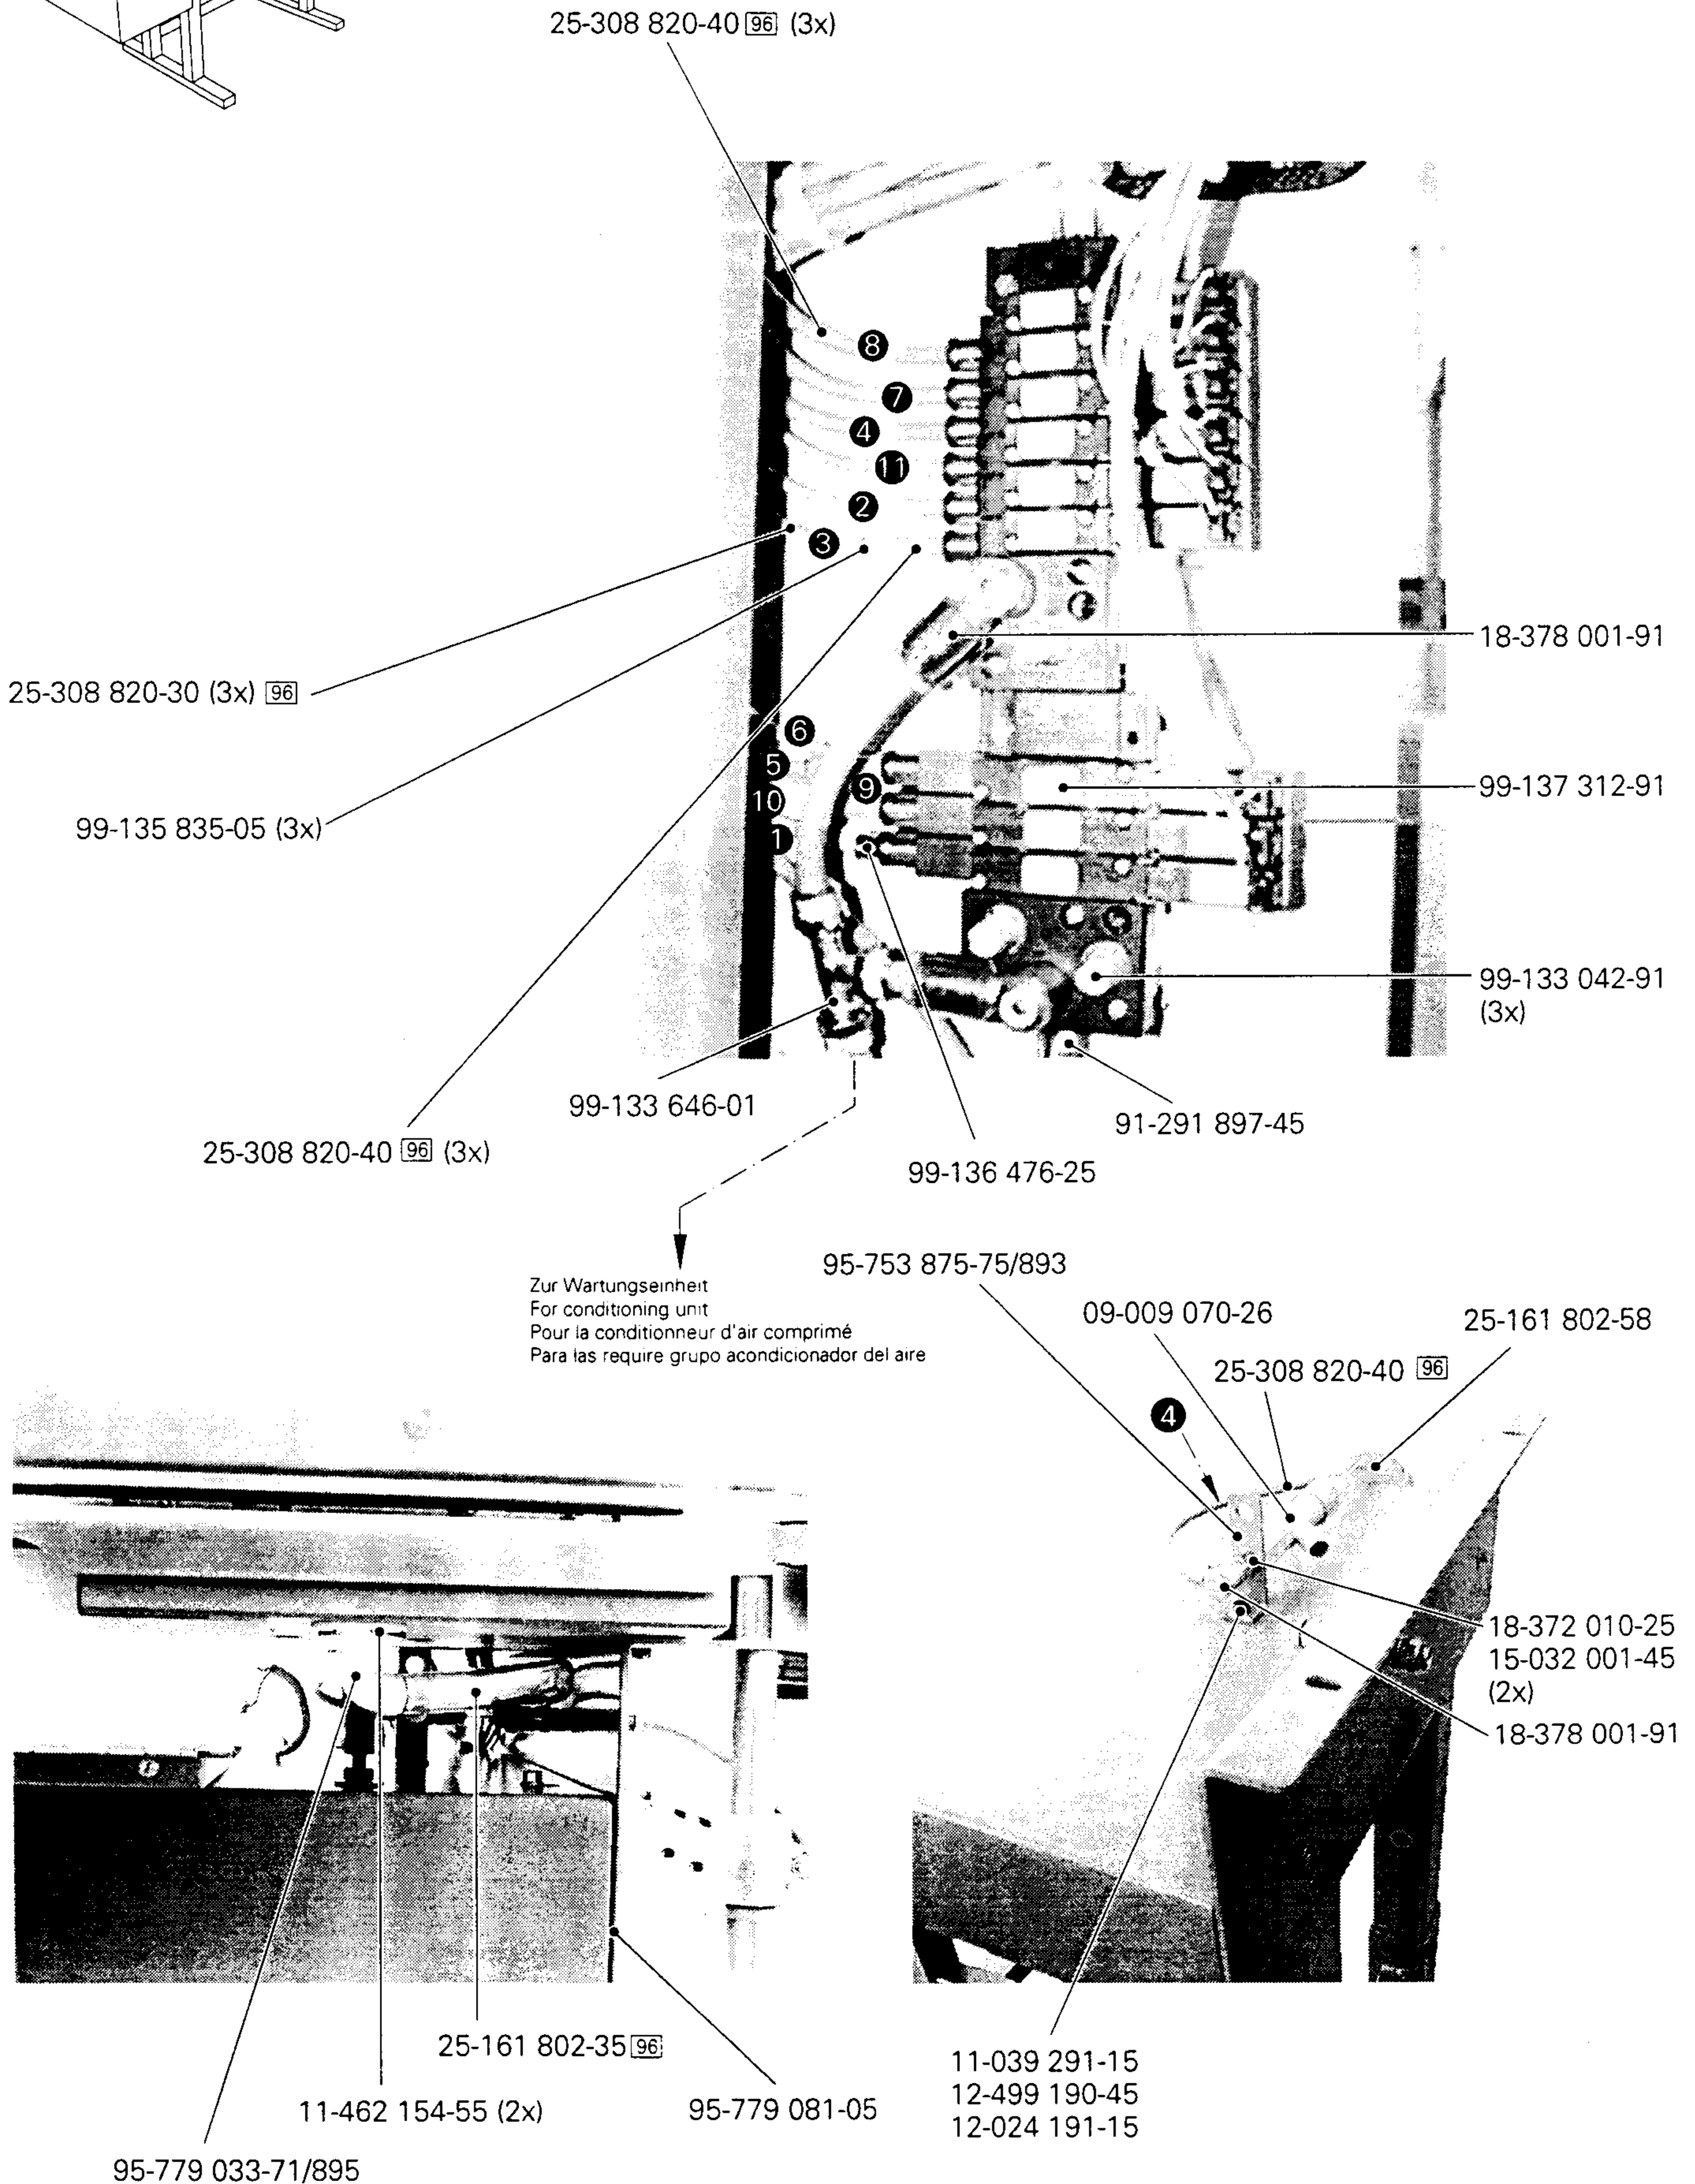 25-308 820-40 96 (3x)
8
7
4
11
2
3
18-378 001-91
25-308 820-30 (3x) 96
6
5
9
10
1
99-137 312-91
99-135 835-05 (3x)
99-133 042-91
(3x)
99-133 646-01
91-291 897-45
25-308 820-40 96 (3x)
99-136 476-25
Zur Wartungseinheit
For conditioning unit
Pour la conditionneur d'air comprimé
Para las require grupo acondicionador del aire
95-753 875-75/893
09-009 070-26
25-161 802-58
25-308 820-40 96
4
18-372 010-25
15-032 001-45
(2x)
18-378 001-91
25-161 802-35 96
11-462 154-55 (2x)
95-779 081-05
95-779 033-71/895
11-039 291-15
12-499 190-45
12-024 191-15